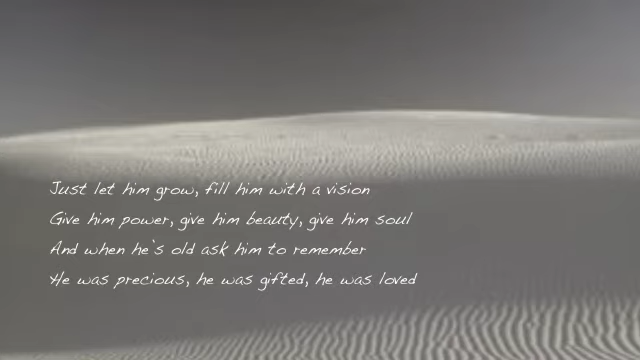 Just let him grow, fill him with a vision
Give him power, give him beauty, give him soul
And when he's old ask him to remember
He was precious, he was gifted, he was loved